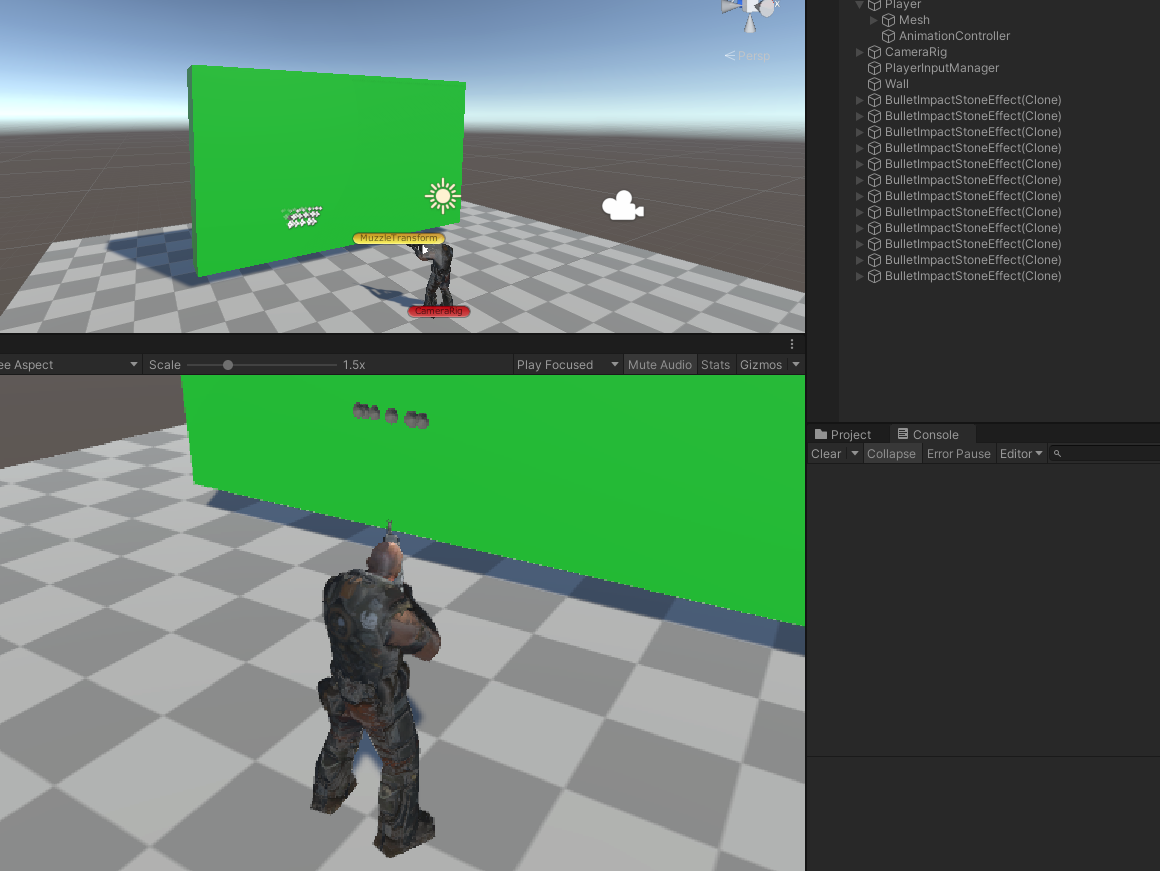 Persp
MuzzleTransform
CameraRig
ee Aspect
Scale
1.5x
Play Focused
Mute Audio
Stats
Gizmos
Player
Mesh
AnimationController
CameraRig
PlayerInputManager
Wall
BulletImpactStoneEffect(Clone)
BulletImpactStoneEffect(Clone)
BulletImpactStoneEffect(Clone)
BulletImpactStoneEffect(Clone)
BulletImpactStoneEffect(Clone)
BulletImpactStoneEffect(Clone)
BulletImpactStoneEffect(Clone)
BulletImpactStoneEffect(Clone)
BulletImpactStoneEffect(Clone)
BulletImpactStoneEffect(Clone)
BulletImpactStoneEffect(Clone)
BulletImpactStoneEffect(Clone)
Project Console
Clear Collapse Error Pause Editor